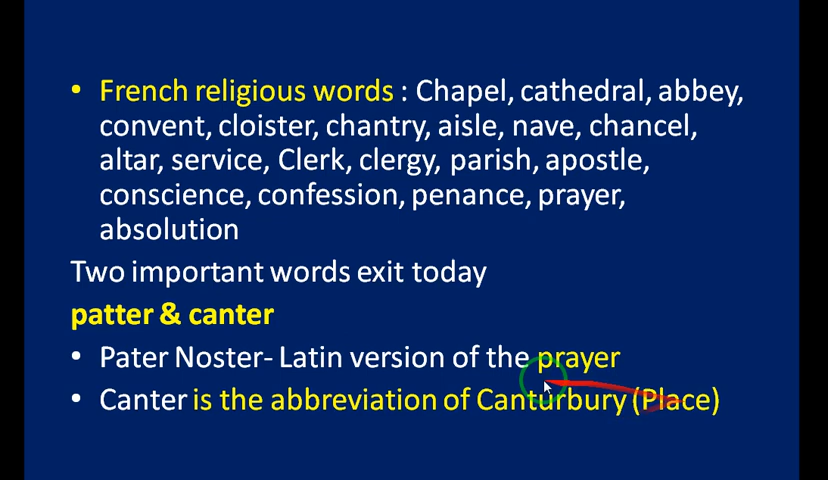 • French religious words : Chapel, cathedral, abbey,
convent, cloister, chantry, aisle, nave, chancel,
altar, service, Clerk, clergy, parish, apostle,
conscience, confession, penance, prayer,
absolution
Two important words exit today
patter & canter
• Pater Noster- Latin version of the prayer
• Canter is the abbreviation of Canturbury (Place)